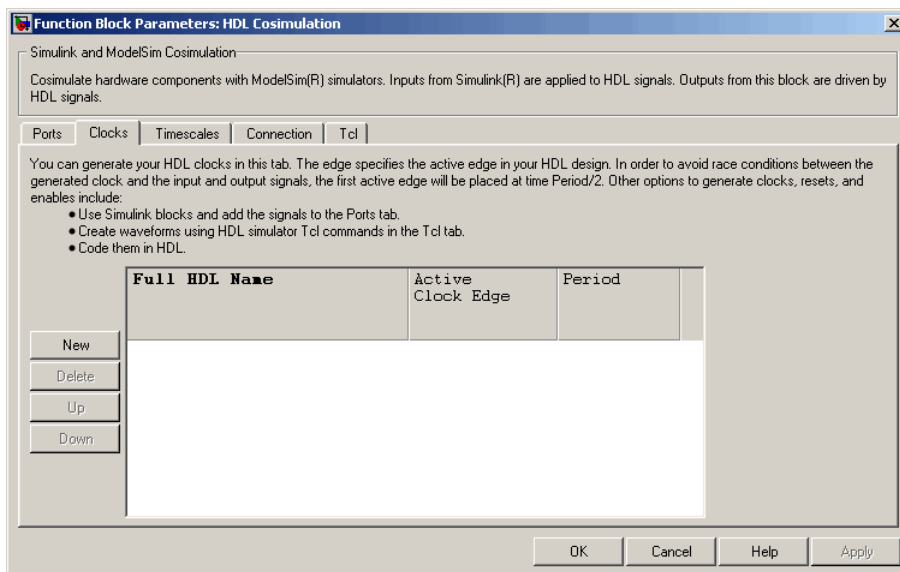 Function Block Parameters: HDL Cosimulation
Simulink and ModelSim Cosimulation
Cosimulate hardware components with ModelSim(R) simulators. Inputs from Simulink(R) are applied to HDL signals. Outputs from this block are driven by
HDL signals.
Ports Clocks Timescales Connection Tcl
You can generate your HDL clocks in this tab. The edge specifies the active edge in your HDL design. In order to avoid race conditions between the
generated clock and the input and output signals, the first active edge will be placed at time Period/2. Other options to generate clocks, resets, and
enables include:
● Use Simulink blocks and add the signals to the Ports tab.
● Create waveforms using HDL simulator Tcl commands in the Tcl tab.
● Code them in HDL.
Full HDL Name Active Period
Clock Edge
New
Delete
Up
Down
OK Cancel Help Apply